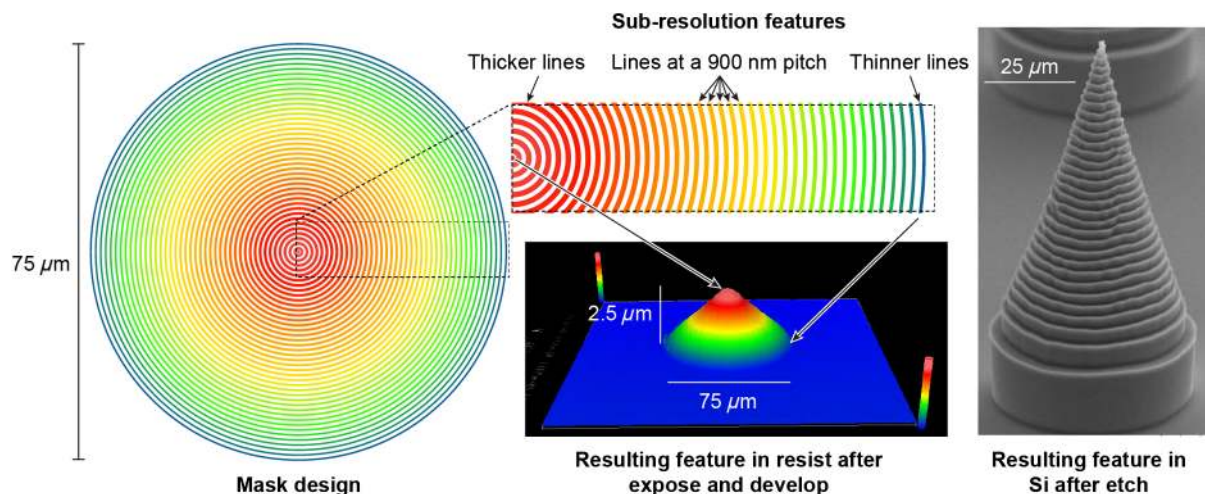 Sub-resolution features
Thicker lines
Lines at a 900 nm pitch
Thinner lines
25 µm
75 µm
2.5 µm
75 µm
Mask design
Resulting feature in resist after
expose and develop
Resulting feature in
Si after etch